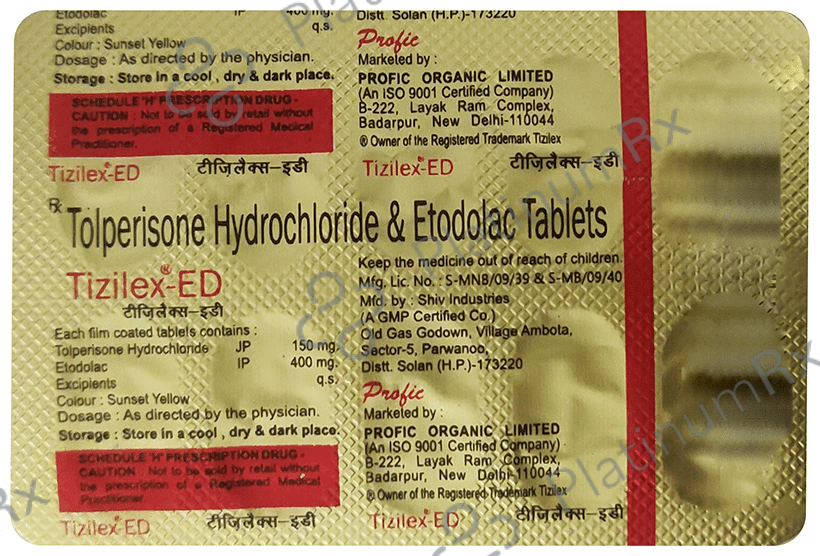 Etodolac IP 400 mg.
Excipients q.s.
Colour : Sunset Yellow
Dosage : As directed by the physician.
Storage : Store in a cool , dry & dark place.
SCHEDULE 'H' PRESCRIPTION DRUG -
CAUTION : Not to be sold by retail without
the prescription of a Registered Medical
Practitioner.
Tizilex®-ED टीज़िलैक्स-इडी
Distt. Solan (H.P.)-173220
Profic
Marketed by :
PROFIC ORGANIC LIMITED
(An ISO 9001 Certified Company)
B-222, Layak Ram Complex,
Badarpur, New Delhi-110044
® Owner of the Registered Trademark Tizilex
Tizilex®-ED टीज़िलैक्स-इडी
Rx Tolperisone Hydrochloride & Etodolac Tablets
Tizilex®-ED
टीज़िलैक्स-इडी
Each film coated tablets contains :
Tolperisone Hydrochloride JP 150 mg.
Etodolac IP 400 mg.
Excipients q.s.
Colour : Sunset Yellow
Dosage : As directed by the physician.
Storage : Store in a cool , dry & dark place.
SCHEDULE 'H' PRESCRIPTION DRUG -
CAUTION : Not to be sold by retail without
the prescription of a Registered Medical
Practitioner.
Tizilex®-ED टीज़िलैक्स-इडी
Keep the medicine out of reach of children.
Mfg. Lic. No. : S-MNB/09/39 & S-MB/09/40
Mfd. by : Shiv Industries
(A GMP Certified Co.)
Old Gas Godown, Village Ambota,
Sector-5, Parwanoo,
Distt. Solan (H.P.)-173220
Profic
Marketed by :
PROFIC ORGANIC LIMITED
(An ISO 9001 Certified Company)
B-222, Layak Ram Complex,
Badarpur, New Delhi-110044
® Owner of the Registered Trademark Tizilex
Tizilex®-ED टीज़िलैक्स-इडी
PlatinumRx
PlatinumRx